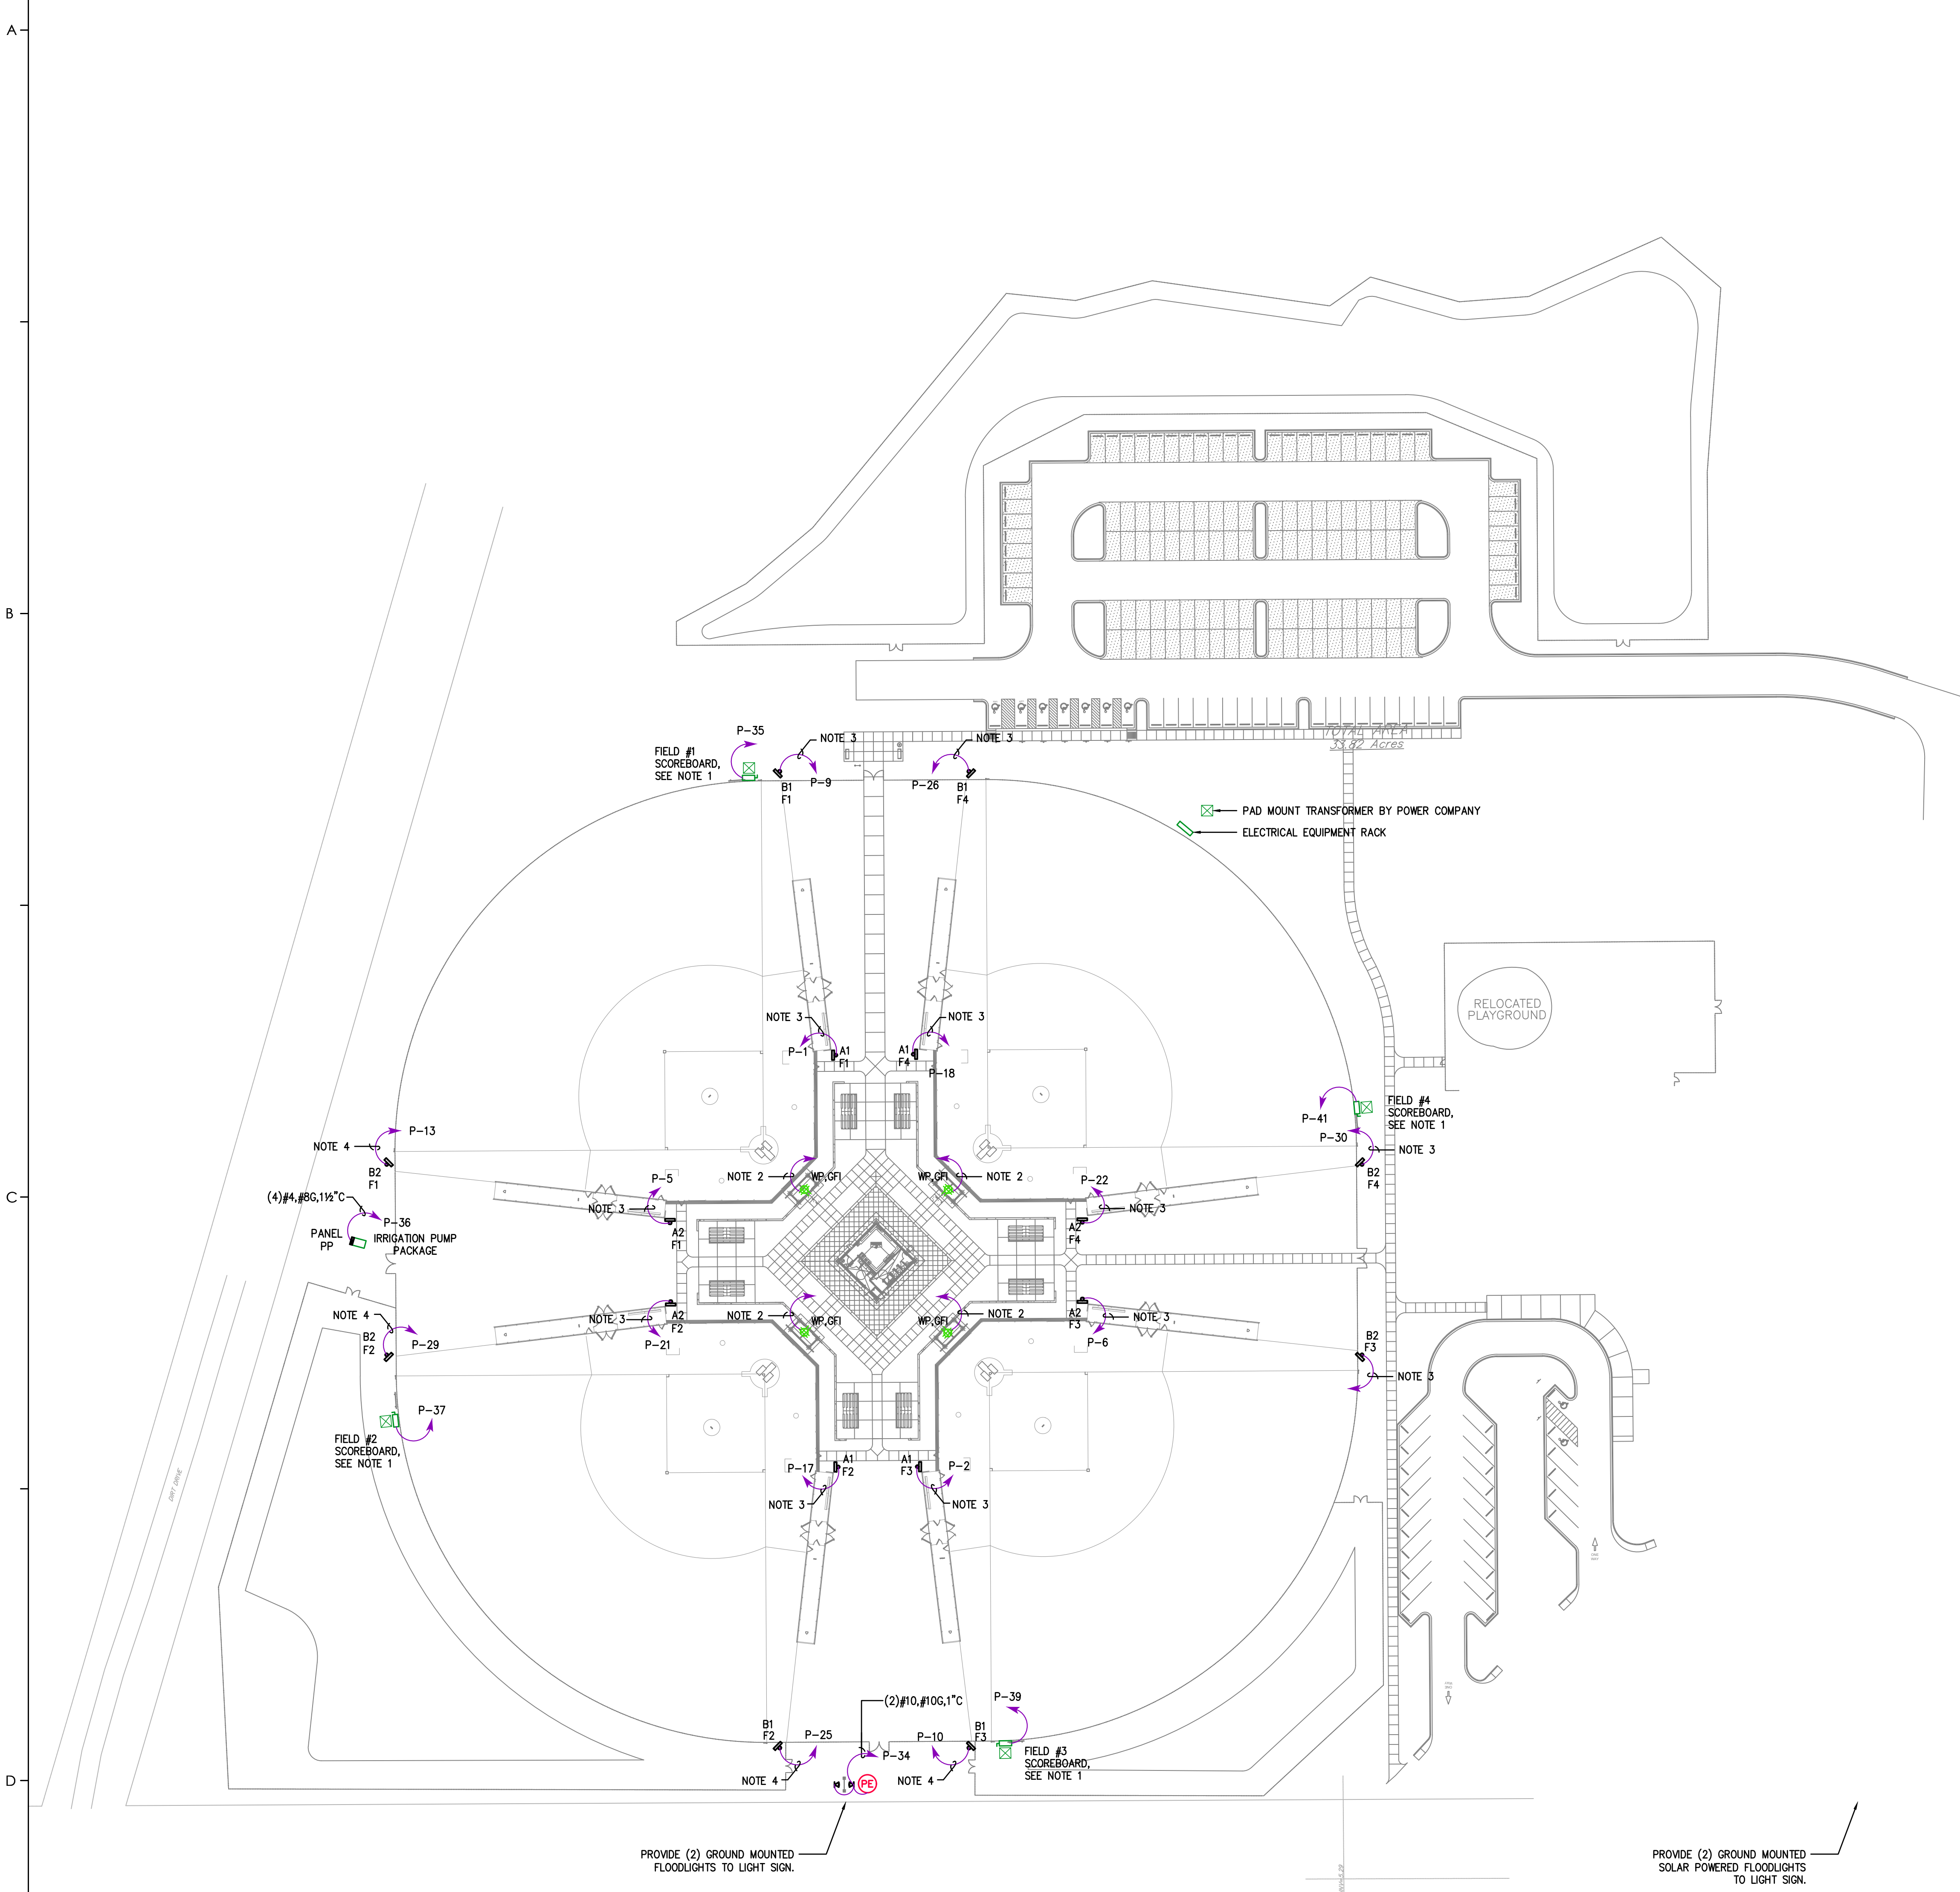 A
B
C
D
TOTAL AREA
33.82 Acres
P-35
FIELD #1
SCOREBOARD,
SEE NOTE 1
NOTE 3
P-9
B1
F1
NOTE 3
P-26
B1
F4
PAD MOUNT TRANSFORMER BY POWER COMPANY
ELECTRICAL EQUIPMENT RACK
RELOCATED
PLAYGROUND
NOTE 3
P-1
A1
F1
NOTE 3
A1
F4
P-18
FIELD #4
SCOREBOARD,
SEE NOTE 1
P-41
P-30
NOTE 3
B2
F4
P-13
NOTE 4
B2
F1
(4)#4,#8G,1½"C
P-36
PANEL
PP
IRRIGATION PUMP
PACKAGE
P-5
NOTE 3
A2
F1
NOTE 2
WP,GFI
WP,GFI
NOTE 2
P-22
NOTE 3
A2
F4
NOTE 4
B2
F2
P-29
NOTE 3
A2
F2
P-21
NOTE 2
WP,GFI
WP,GFI
NOTE 2
A2
F3
NOTE 3
P-6
B2
F3
NOTE 3
P-37
FIELD #2
SCOREBOARD,
SEE NOTE 1
P-17
A1
F2
NOTE 3
A1
F3
P-2
NOTE 3
DIRT DRIVE
(2)#10,#10G,1"C
P-39
B1
F2
P-25
NOTE 4
P-34
PE
P-10
B1
F3
NOTE 4
FIELD #3
SCOREBOARD,
SEE NOTE 1
PROVIDE (2) GROUND MOUNTED
FLOODLIGHTS TO LIGHT SIGN.
PROVIDE (2) GROUND MOUNTED
SOLAR POWERED FLOODLIGHTS
TO LIGHT SIGN.